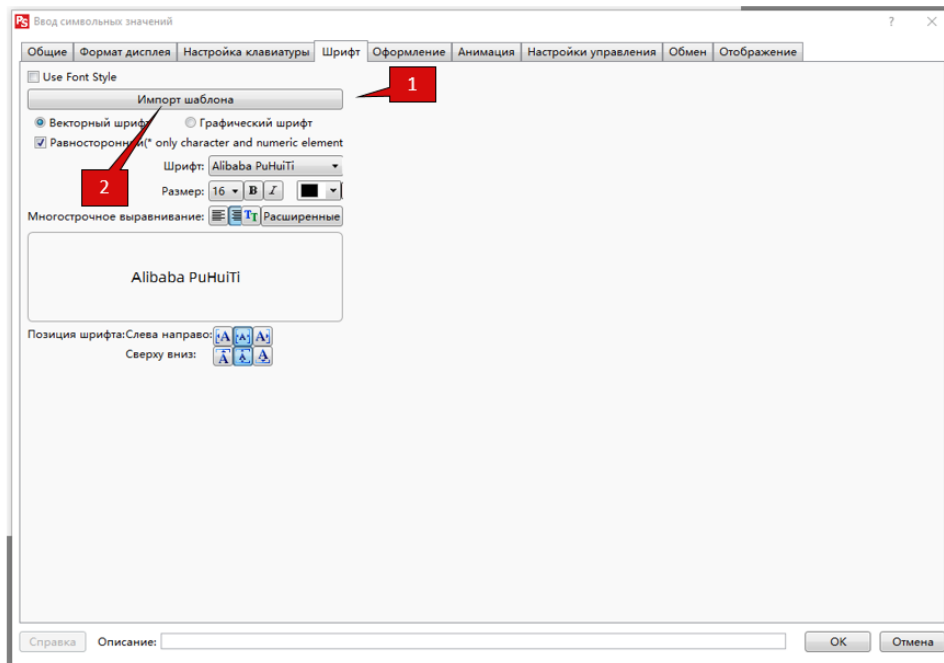 PS Ввод символьных значений ? ×
Общие Формат дисплея Настройка клавиатуры Шрифт Оформление Анимация Настройки управления Обмен Отображение
Use Font Style
1
Импорт шаблона
Векторный шрифт Графический шрифт
Равносторонний(* only character and numeric element
Шрифт: Alibaba PuHuiTi
2
Размер: 16 B I
Многострочное выравнивание: TT Расширенные
Alibaba PuHuiTi
Позиция шрифта:Слева направо: A A A
Сверху вниз: A A A
Справка Описание: OK Отмена